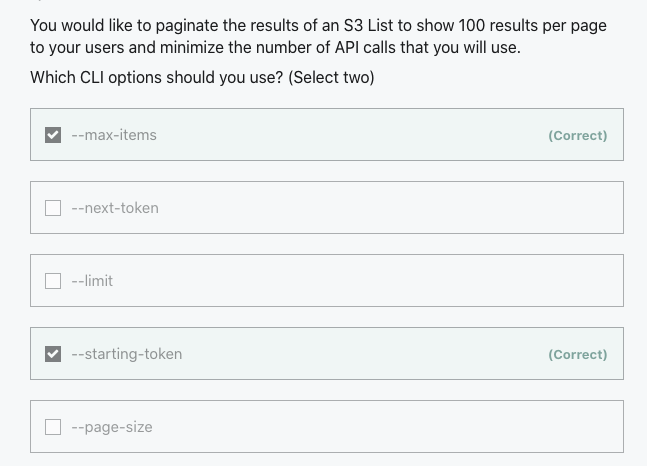 You would like to paginate the results of an S3 List to show 100 results per page
to your users and minimize the number of API calls that you will use.
Which CLI options should you use? (Select two)
--max-items (Correct)
--next-token
--limit
--starting-token (Correct)
--page-size